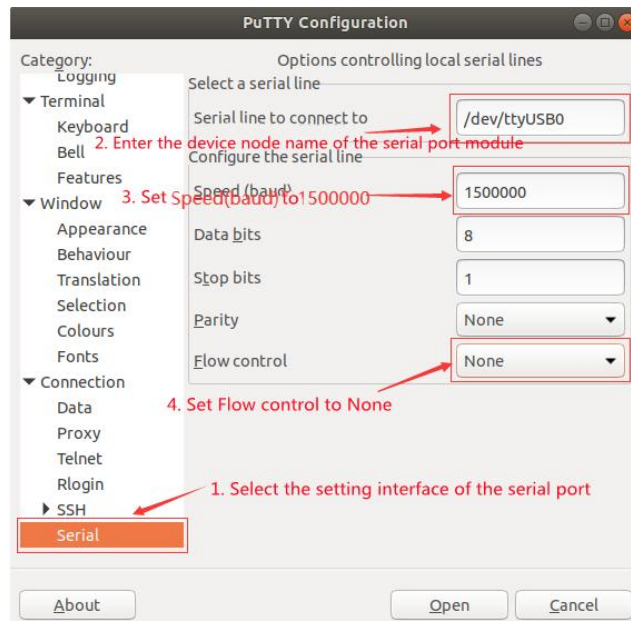 PuTTY Configuration
Category:
Options controlling local serial lines
Logging
Terminal
Keyboard
Bell
Features
Window
Appearance
Behaviour
Translation
Selection
Colours
Fonts
Connection
Data
Proxy
Telnet
Rlogin
SSH
Serial
Select a serial line
Serial line to connect to
/dev/ttyUSB0
2. Enter the device node name of the serial port module
Configure the serial line
Speed (baud)
1500000
3. Set Speed(baud) to 1500000
Data bits
8
Stop bits
1
Parity
None
Flow control
None
4. Set Flow control to None
1. Select the setting interface of the serial port
About
Open
Cancel